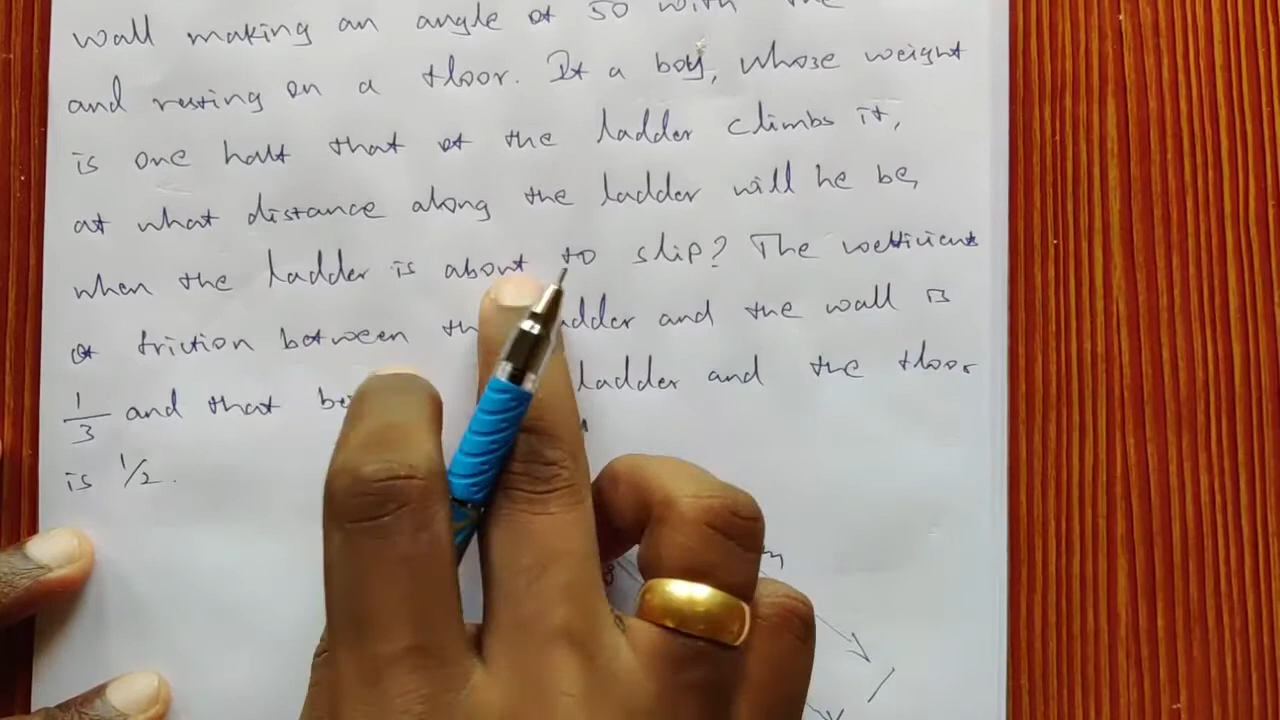 wall making an angle of 50 with the
and resting on a floor. If a boy, whose weight
is one half that of the ladder climbs it,
at what distance along the ladder will he be,
when the ladder is about to slip? The coefficient
of friction between the ladder and the wall is
1/3 and that ladder and the floor
is 1/2.